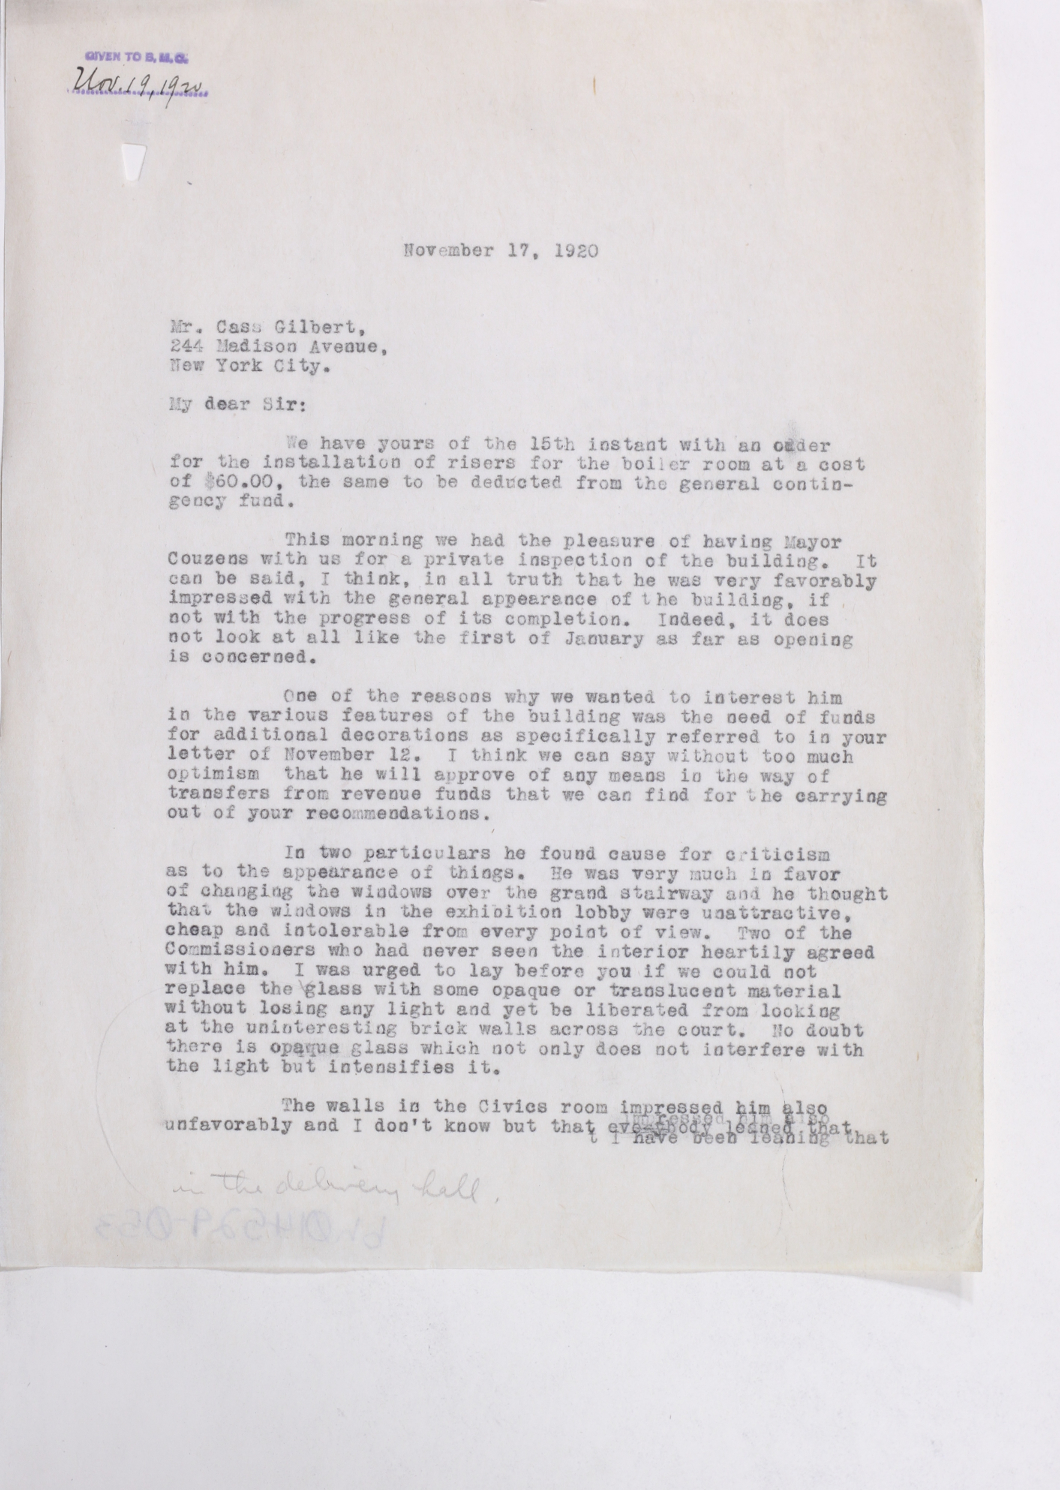 GIVEN TO B. M. C.
Nov. 19, 1920
November 17, 1920
Mr. Cass Gilbert,
244 Madison Avenue,
New York City.
My dear Sir:
We have yours of the 15th instant with an order
for the installation of risers for the boiler room at a cost
of $60.00, the same to be deducted from the general contin-
gency fund.
This morning we had the pleasure of having Mayor
Couzens with us for a private inspection of the building. It
can be said, I think, in all truth that he was very favorably
impressed with the general appearance of the building, if
not with the progress of its completion. Indeed, it does
not look at all like the first of January as far as opening
is concerned.
One of the reasons why we wanted to interest him
in the various features of the building was the need of funds
for additional decorations as specifically referred to in your
letter of November 12. I think we can say without too much
optimism that he will approve of any means in the way of
transfers from revenue funds that we can find for the carrying
out of your recommendations.
In two particulars he found cause for criticism
as to the appearance of things. He was very much in favor
of changing the windows over the grand stairway and he thought
that the windows in the exhibition lobby were unattractive,
cheap and intolerable from every point of view. Two of the
Commissioners who had never seen the interior heartily agreed
with him. I was urged to lay before you if we could not
replace the glass with some opaque or translucent material
without losing any light and yet be liberated from looking
at the uninteresting brick walls across the court. No doubt
there is opaque glass which not only does not interfere with
the light but intensifies it.
The walls in the Civics room impressed him also
impressed him also
unfavorably and I don't know but that everybody leaned that
t I have been leaning that
in the delivery hall.